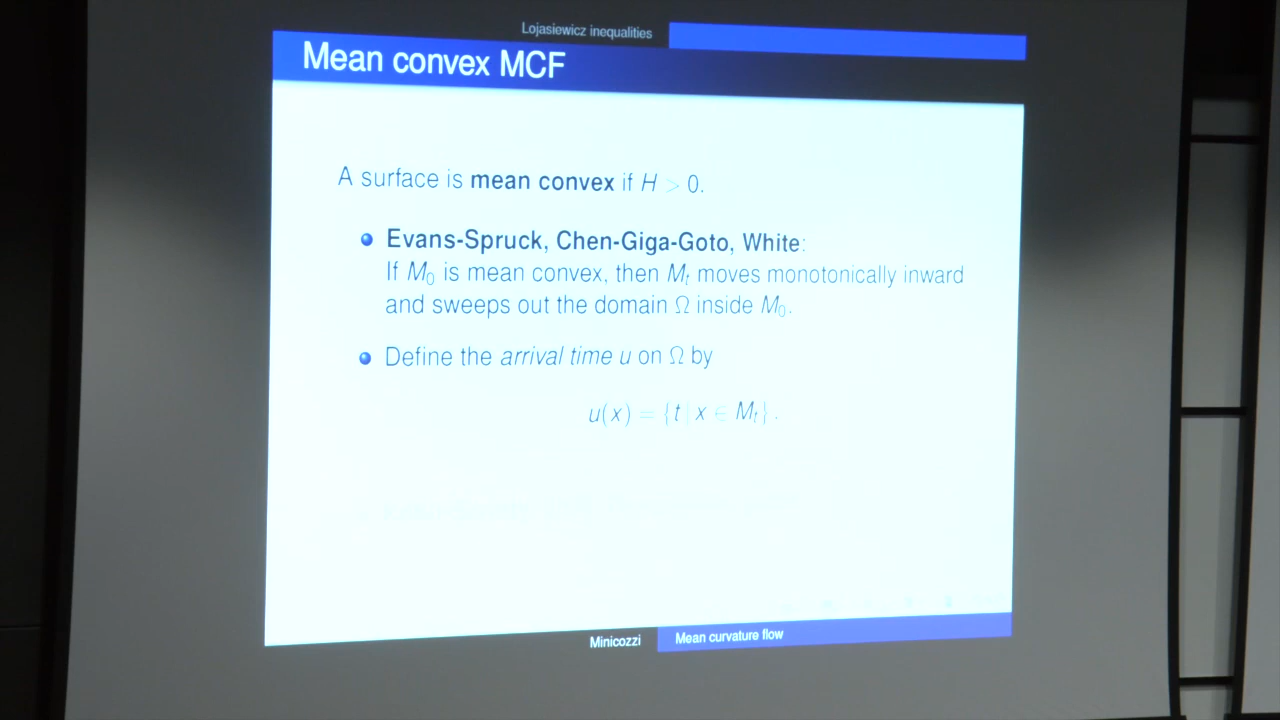 Lojasiewicz inequalities
Mean convex MCF
A surface is mean convex if H > 0.
Evans-Spruck, Chen-Giga-Goto, White:
If M₀ is mean convex, then Mₜ moves monotonically inward
and sweeps out the domain Ω inside M₀.
Define the arrival time u on Ω by
u(x) = {t | x ∈ Mₜ} .
Minicozzi
Mean curvature flow